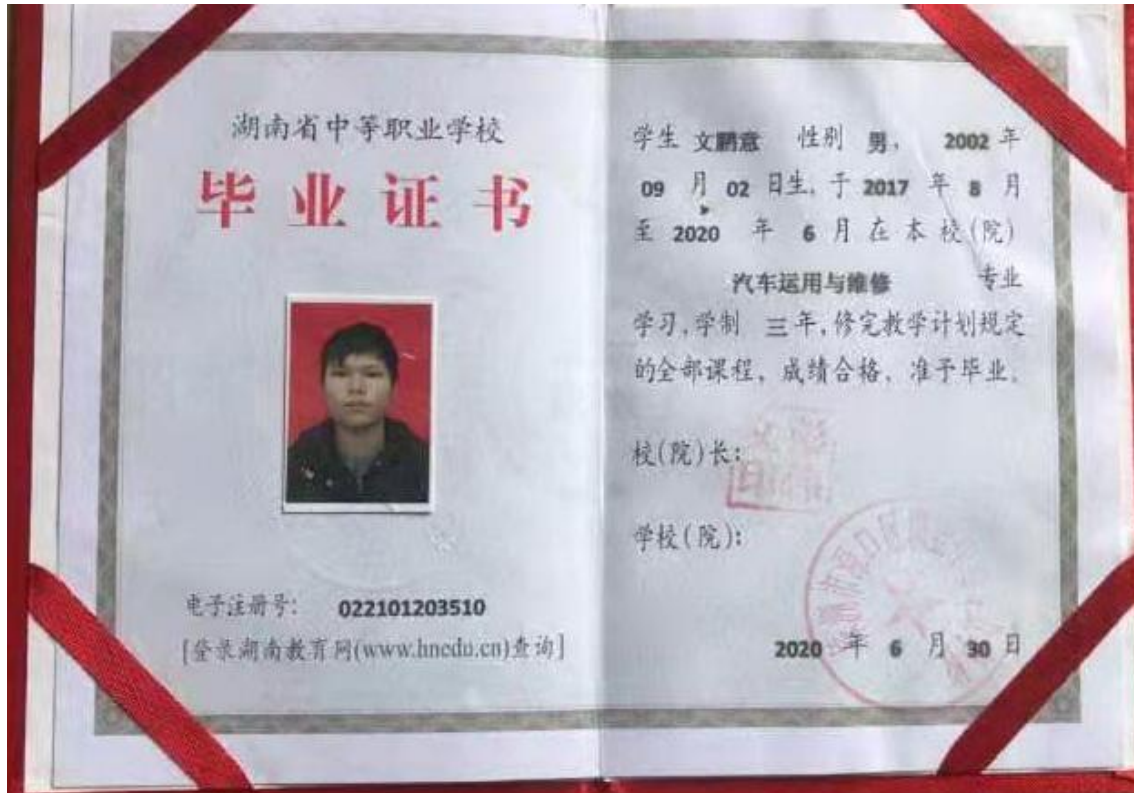 湖南省中等职业学校
毕业证书
电子注册号: 022101203510
[登录湖南教育网(www.hnedu.cn)查询]
学生 文鹏意 性别 男, 2002 年
09 月 02 日生, 于 2017 年 8 月
至 2020 年 6 月在本校(院)
汽车运用与维修 专业
学习,学制 三年,修完教学计划规定
的全部课程, 成绩合格, 准予毕业。
校(院)长:
学校(院):
2020 年 6 月 30 日